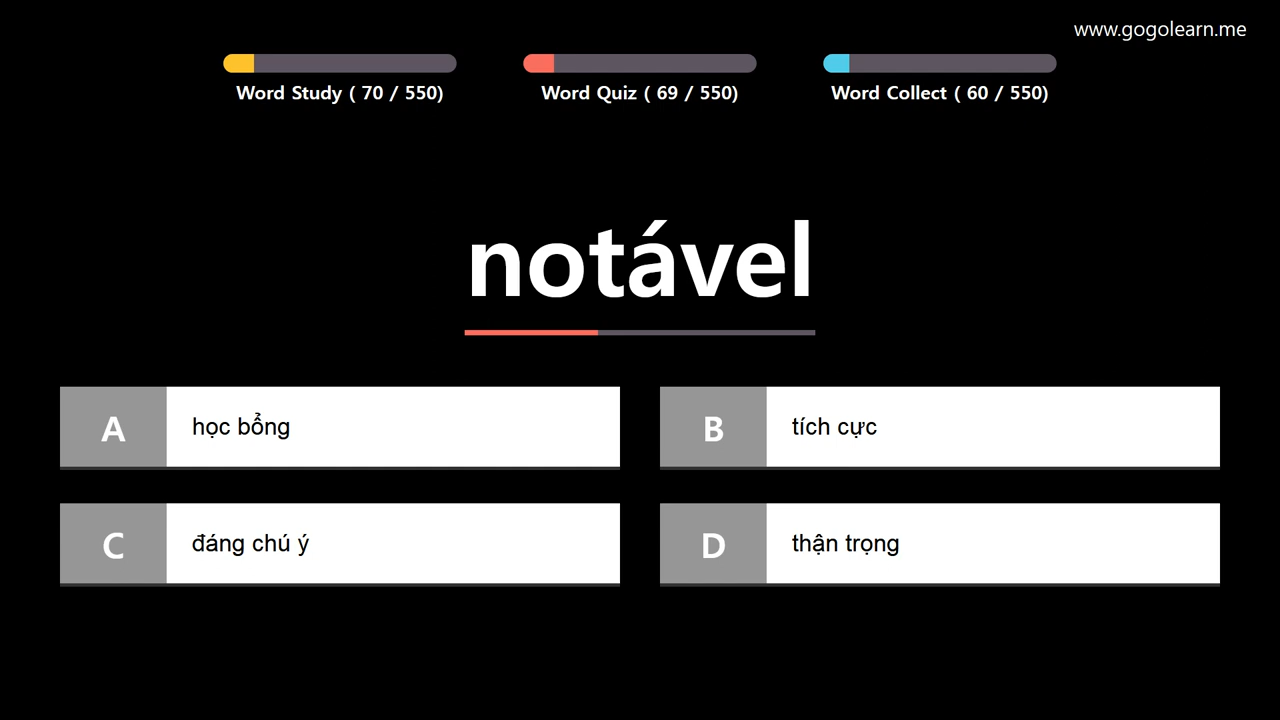 www.gogolearn.me
Word Study ( 70 / 550)
Word Quiz ( 69 / 550)
Word Collect ( 60 / 550)
notável
A học bổng
B tích cực
C đáng chú ý
D thận trọng